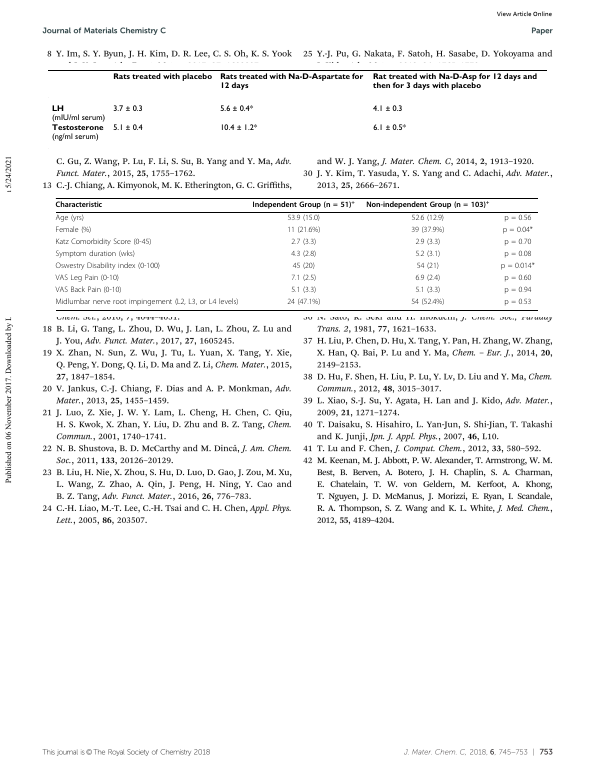 View Article Online
Journal of Materials Chemistry C
Paper
8 Y. Im, S. Y. Byun, J. H. Kim, D. R. Lee, C. S. Oh, K. S. Yook
25 Y.-J. Pu, G. Nakata, F. Satoh, H. Sasabe, D. Yokoyama and
Rats treated with placebo Rats treated with Na-D-Aspartate for 12 days Rat treated with Na-D-Asp for 12 days and then for 3 days with placebo
LH (mIU/ml serum) 3.7 ± 0.3 5.6 ± 0.4* 4.1 ± 0.3
Testosterone (ng/ml serum) 5.1 ± 0.4 10.4 ± 1.2* 6.1 ± 0.5*
C. Gu, Z. Wang, P. Lu, F. Li, S. Su, B. Yang and Y. Ma, Adv.
Funct. Mater., 2015, 25, 1755–1762.
13 C.-J. Chiang, A. Kimyonok, M. K. Etherington, G. C. Griffiths,
and W. J. Yang, J. Mater. Chem. C, 2014, 2, 1913–1920.
30 J. Y. Kim, T. Yasuda, Y. S. Yang and C. Adachi, Adv. Mater.,
2013, 25, 2666–2671.
Characteristic Independent Group (n = 51)+ Non-independent Group (n = 103)+
Age (yrs) 53.9 (15.0) 52.6 (12.9) p = 0.56
Female (%) 11 (21.6%) 39 (37.9%) p = 0.04*
Katz Comorbidity Score (0-45) 2.7 (3.3) 2.9 (3.3) p = 0.70
Symptom duration (wks) 4.3 (2.8) 5.2 (3.1) p = 0.08
Oswestry Disability index (0-100) 45 (20) 54 (21) p = 0.014*
VAS Leg Pain (0-10) 7.1 (2.5) 6.9 (2.4) p = 0.60
VAS Back Pain (0-10) 5.1 (3.3) 5.1 (3.3) p = 0.94
Midlumbar nerve root impingement (L2, L3, or L4 levels) 24 (47.1%) 54 (52.4%) p = 0.53
18 B. Li, G. Tang, L. Zhou, D. Wu, J. Lan, L. Zhou, Z. Lu and
J. You, Adv. Funct. Mater., 2017, 27, 1605245.
19 X. Zhan, N. Sun, Z. Wu, J. Tu, L. Yuan, X. Tang, Y. Xie,
Q. Peng, Y. Dong, Q. Li, D. Ma and Z. Li, Chem. Mater., 2015,
27, 1847–1854.
20 V. Jankus, C.-J. Chiang, F. Dias and A. P. Monkman, Adv.
Mater., 2013, 25, 1455–1459.
21 J. Luo, Z. Xie, J. W. Y. Lam, L. Cheng, H. Chen, C. Qiu,
H. S. Kwok, X. Zhan, Y. Liu, D. Zhu and B. Z. Tang, Chem.
Commun., 2001, 1740–1741.
22 N. B. Shustova, B. D. McCarthy and M. Dincă, J. Am. Chem.
Soc., 2011, 133, 20126–20129.
23 B. Liu, H. Nie, X. Zhou, S. Hu, D. Luo, D. Gao, J. Zou, M. Xu,
L. Wang, Z. Zhao, A. Qin, J. Peng, H. Ning, Y. Cao and
B. Z. Tang, Adv. Funct. Mater., 2016, 26, 776–783.
24 C.-H. Liao, M.-T. Lee, C.-H. Tsai and C. H. Chen, Appl. Phys.
Lett., 2005, 86, 203507.
36 N. Sato, K. Seki and H. Inokuchi, J. Chem. Soc., Faraday
Trans. 2, 1981, 77, 1621–1633.
37 H. Liu, P. Chen, D. Hu, X. Tang, Y. Pan, H. Zhang, W. Zhang,
X. Han, Q. Bai, P. Lu and Y. Ma, Chem. – Eur. J., 2014, 20,
2149–2153.
38 D. Hu, F. Shen, H. Liu, P. Lu, Y. Lv, D. Liu and Y. Ma, Chem.
Commun., 2012, 48, 3015–3017.
39 L. Xiao, S.-J. Su, Y. Agata, H. Lan and J. Kido, Adv. Mater.,
2009, 21, 1271–1274.
40 T. Daisaku, S. Hisahiro, L. Yan-Jun, S. Shi-Jian, T. Takashi
and K. Junji, Jpn. J. Appl. Phys., 2007, 46, L10.
41 T. Lu and F. Chen, J. Comput. Chem., 2012, 33, 580–592.
42 M. Keenan, M. J. Abbott, P. W. Alexander, T. Armstrong, W. M.
Best, B. Berven, A. Botero, J. H. Chaplin, S. A. Charman,
E. Chatelain, T. W. von Geldern, M. Kerfoot, A. Khong,
T. Nguyen, J. D. McManus, J. Morizzi, E. Ryan, I. Scandale,
R. A. Thompson, S. Z. Wang and K. L. White, J. Med. Chem.,
2012, 55, 4189–4204.
Published on 06 November 2017. Downloaded by
5/24/2021
This journal is © The Royal Society of Chemistry 2018
J. Mater. Chem. C, 2018, 6, 745–753 | 753